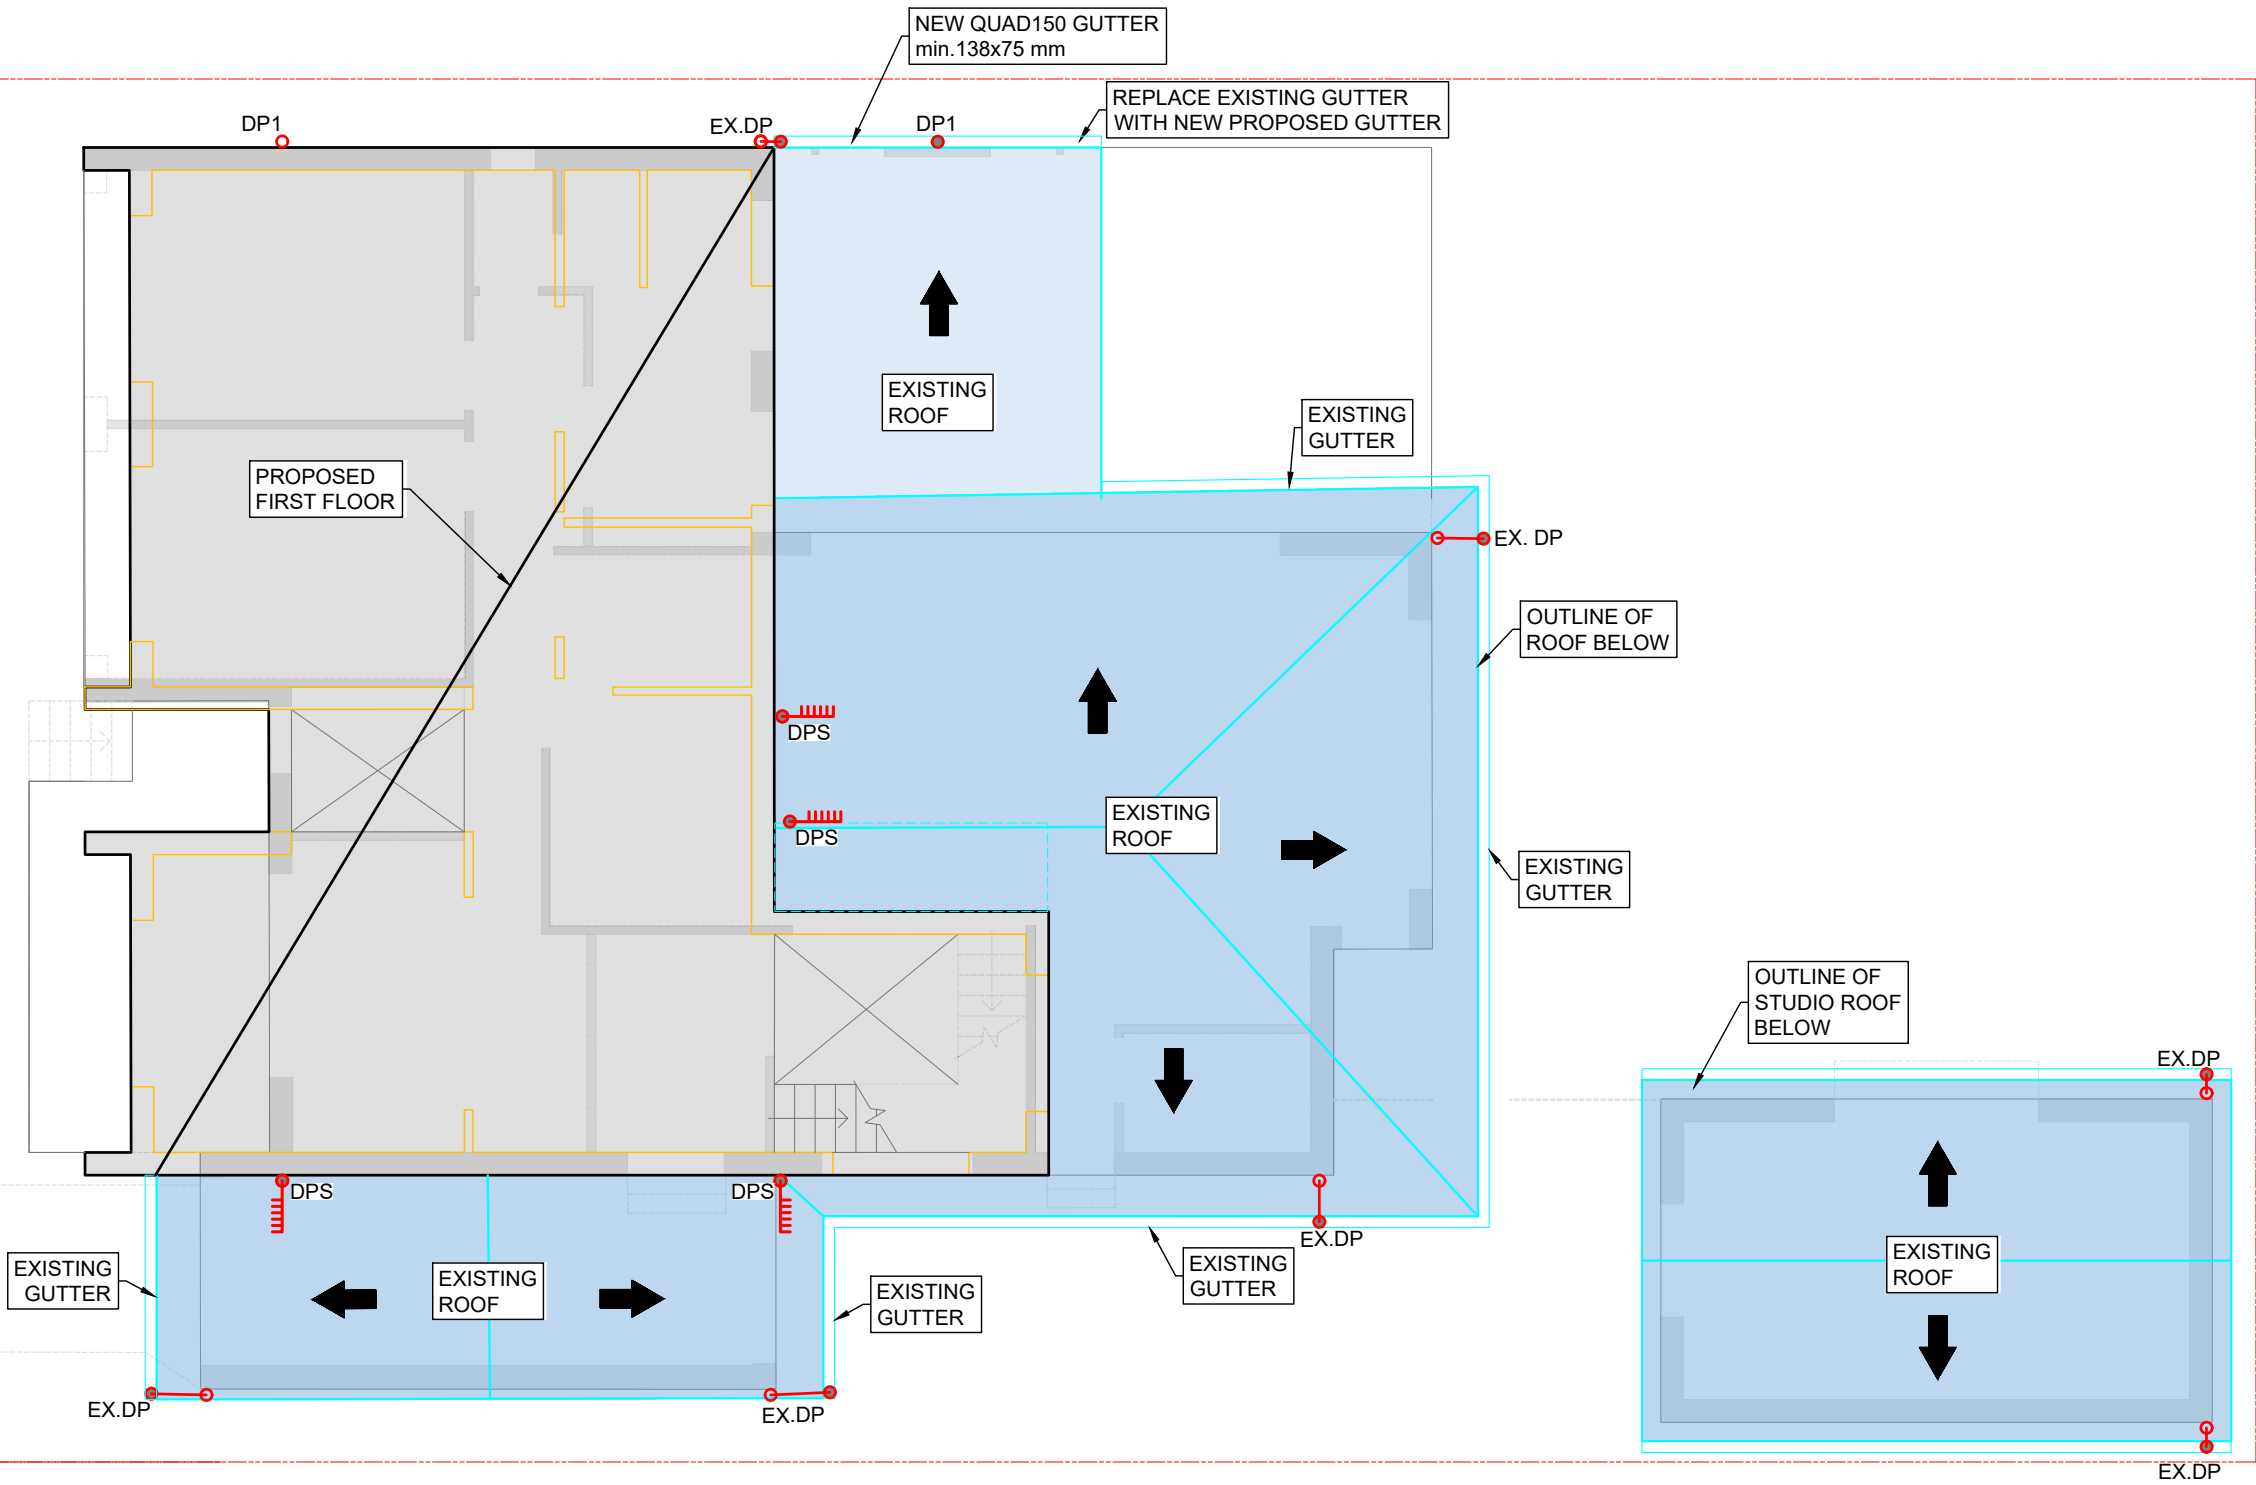 NEW QUAD150 GUTTER
min.138x75 mm
REPLACE EXISTING GUTTER
WITH NEW PROPOSED GUTTER
DP1
EX.DP
DP1
EXISTING
ROOF
EXISTING
GUTTER
PROPOSED
FIRST FLOOR
EX. DP
OUTLINE OF
ROOF BELOW
DPS
DPS
EXISTING
ROOF
EXISTING
GUTTER
OUTLINE OF
STUDIO ROOF
BELOW
EX.DP
DPS
DPS
EX.DP
EXISTING
GUTTER
EXISTING
ROOF
EXISTING
GUTTER
EXISTING
GUTTER
EXISTING
ROOF
EX.DP
EX.DP
EX.DP